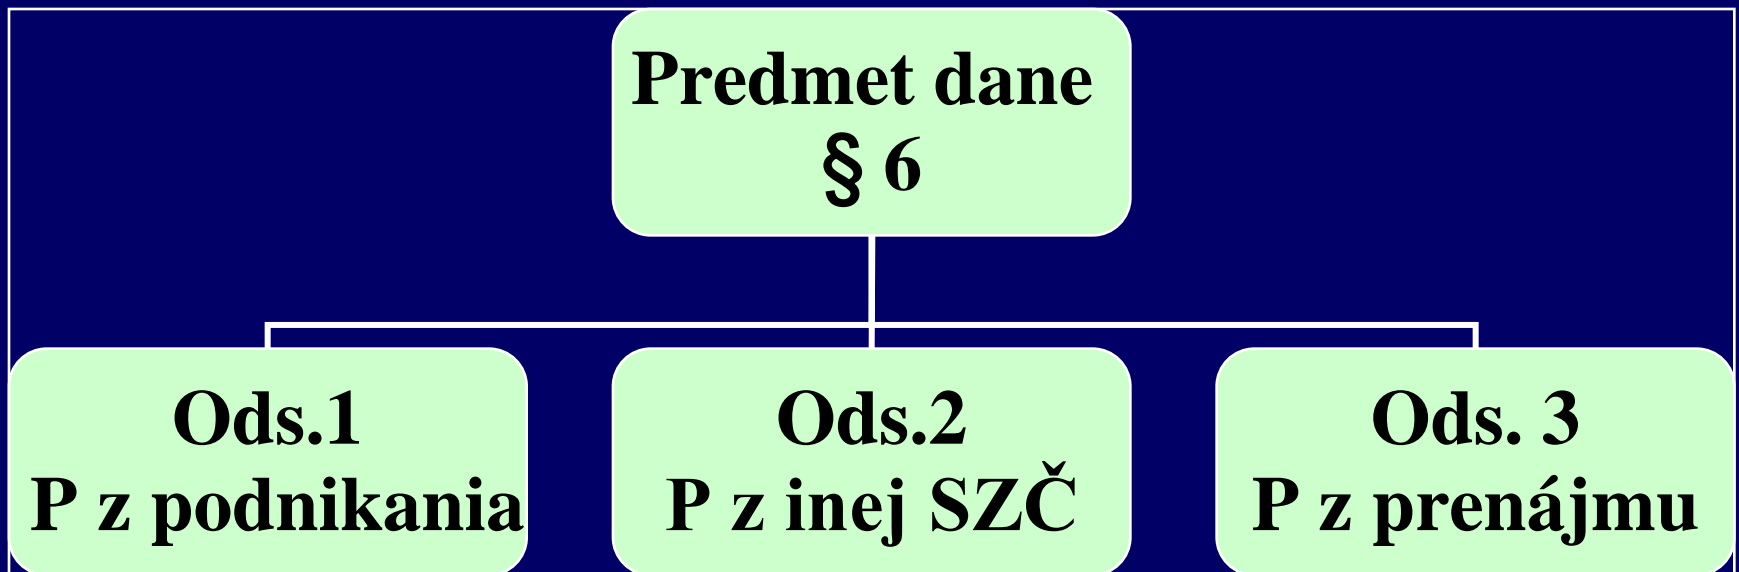 Predmet dane
§ 6
Ods.1
P z podnikania
Ods.2
P z inej SZČ
Ods. 3
P z prenájmu